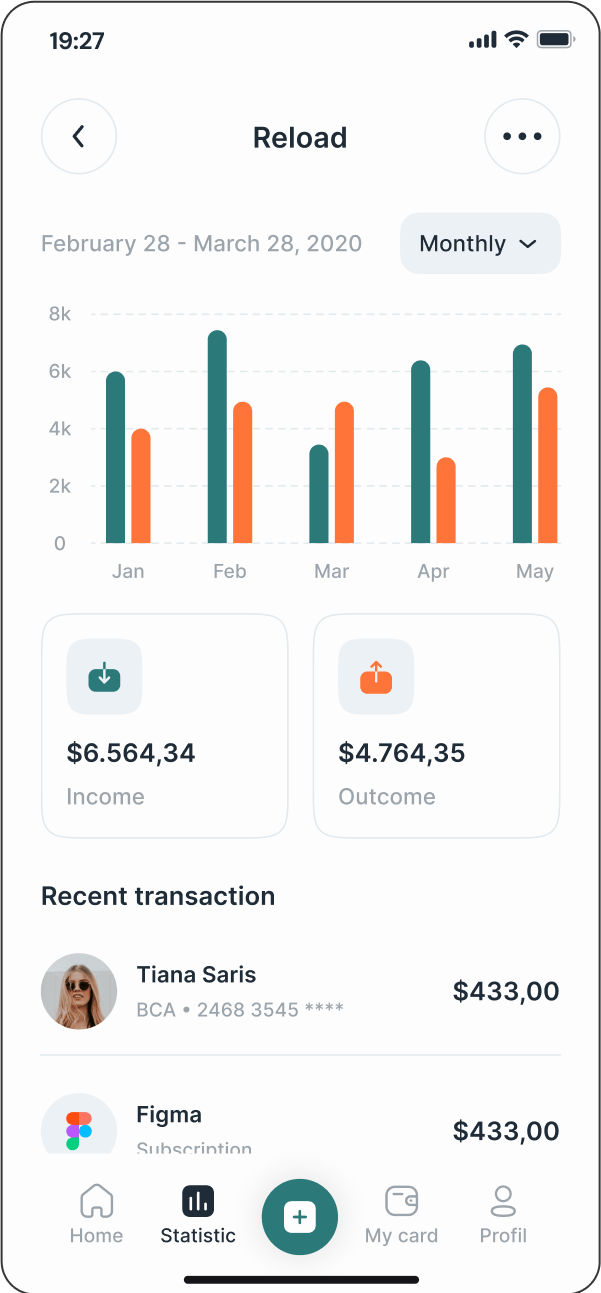 19:27
Reload
February 28 - March 28, 2020
Monthly
8k
6k
4k
2k
0
Jan Feb Mar Apr May
$6.564,34 $4.764,35
Income Outcome
Recent transaction
Tiana Saris
$433,00
BCA • 2468 3545 ****
Figma
$433,00
Subscription
Home Statistic My card Profil